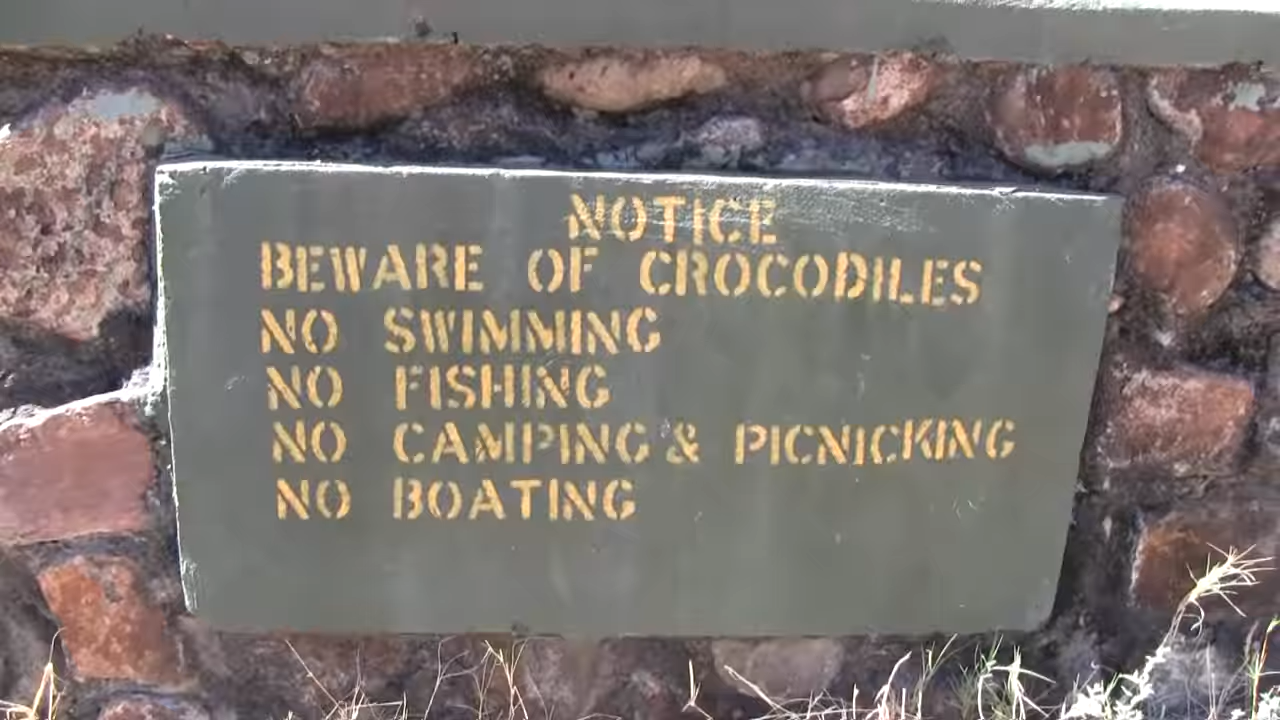 NOTICE
BEWARE OF CROCODILES
NO SWIMMING
NO FISHING
NO CAMPING & PICNICKING
NO BOATING